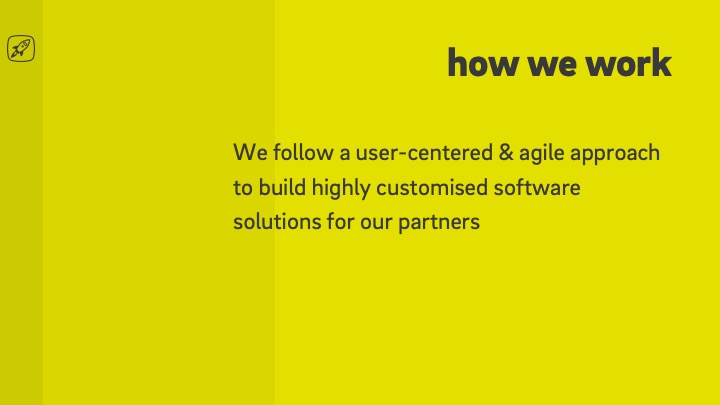 how we work
We follow a user-centered & agile approach
to build highly customised software
solutions for our partners